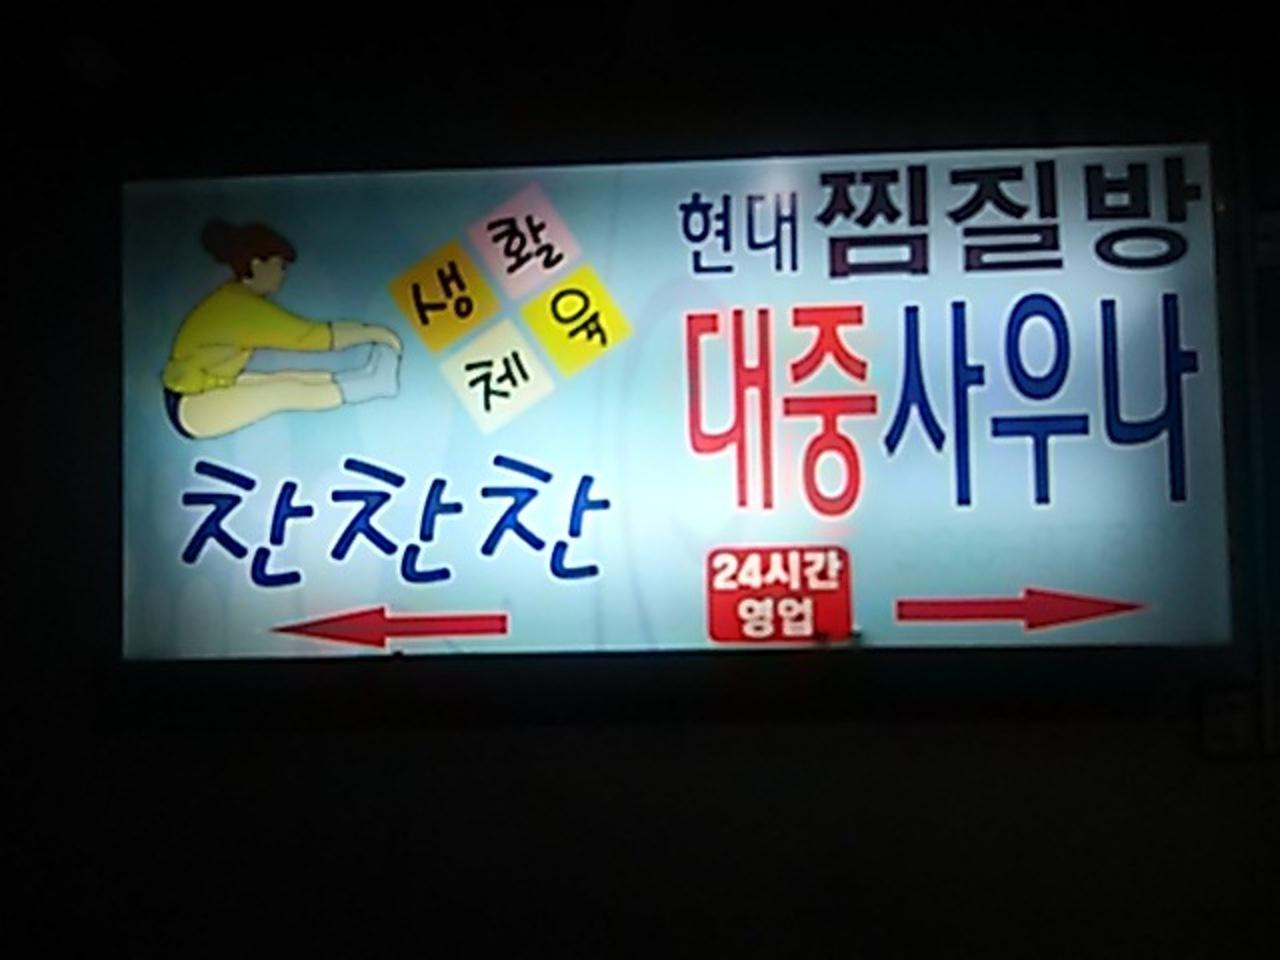 생활
체육
찬찬찬
현대 찜질방
대중사우나
24시간
영업